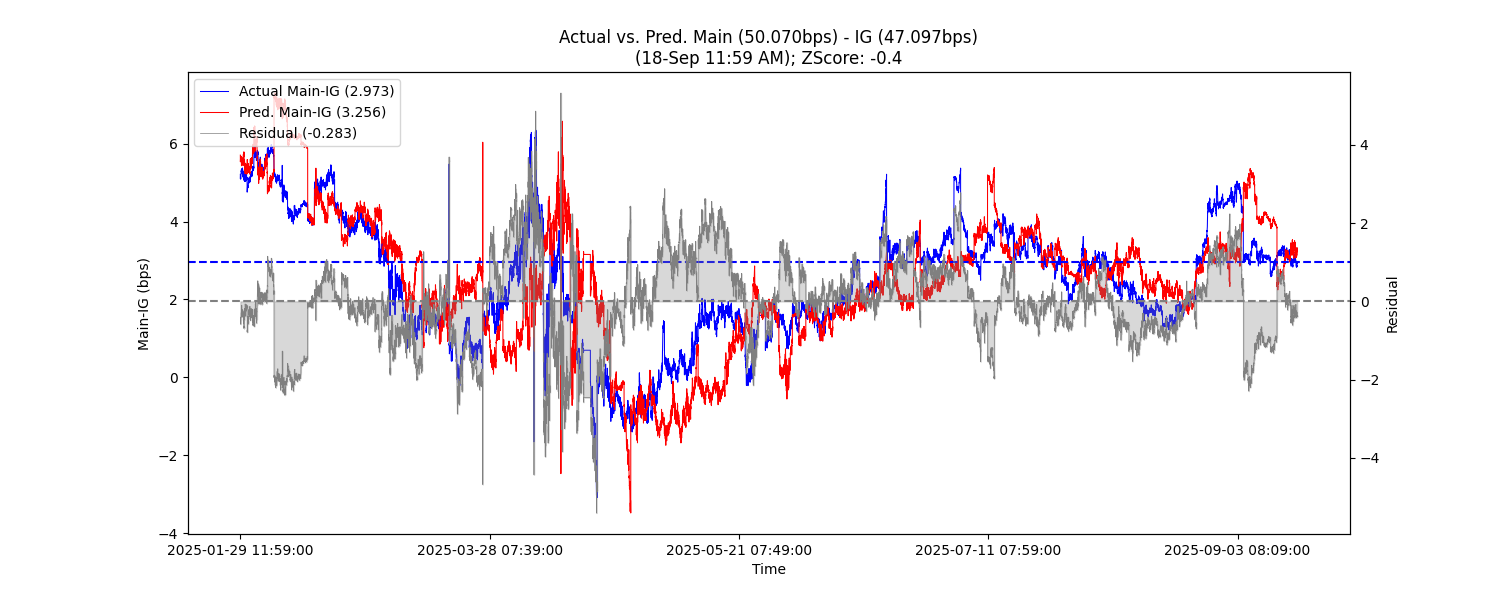 Actual vs. Pred. Main (50.070bps) - IG (47.097bps)
(18-Sep 11:59 AM); ZScore: -0.4
Actual Main-IG (2.973)
Pred. Main-IG (3.256)
Residual (-0.283)
Main-IG (bps)
6
4
2
0
−2
−4
4
2
0
−2
−4
Residual
2025-01-29 11:59:00
2025-03-28 07:39:00
2025-05-21 07:49:00
2025-07-11 07:59:00
2025-09-03 08:09:00
Time